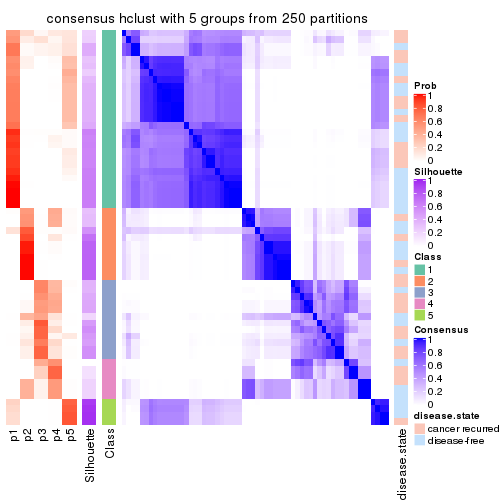 consensus hclust with 5 groups from 250 partitions
Prob
1
0.8
0.6
0.4
0.2
0
Silhouette
1
0.8
0.6
0.4
0.2
0
Class
1
2
3
4
5
Consensus
1
0.8
0.6
0.4
0.2
0
disease.state
cancer recurred
disease-free
p1
p2
p3
p4
p5
Silhouette
Class
disease.state